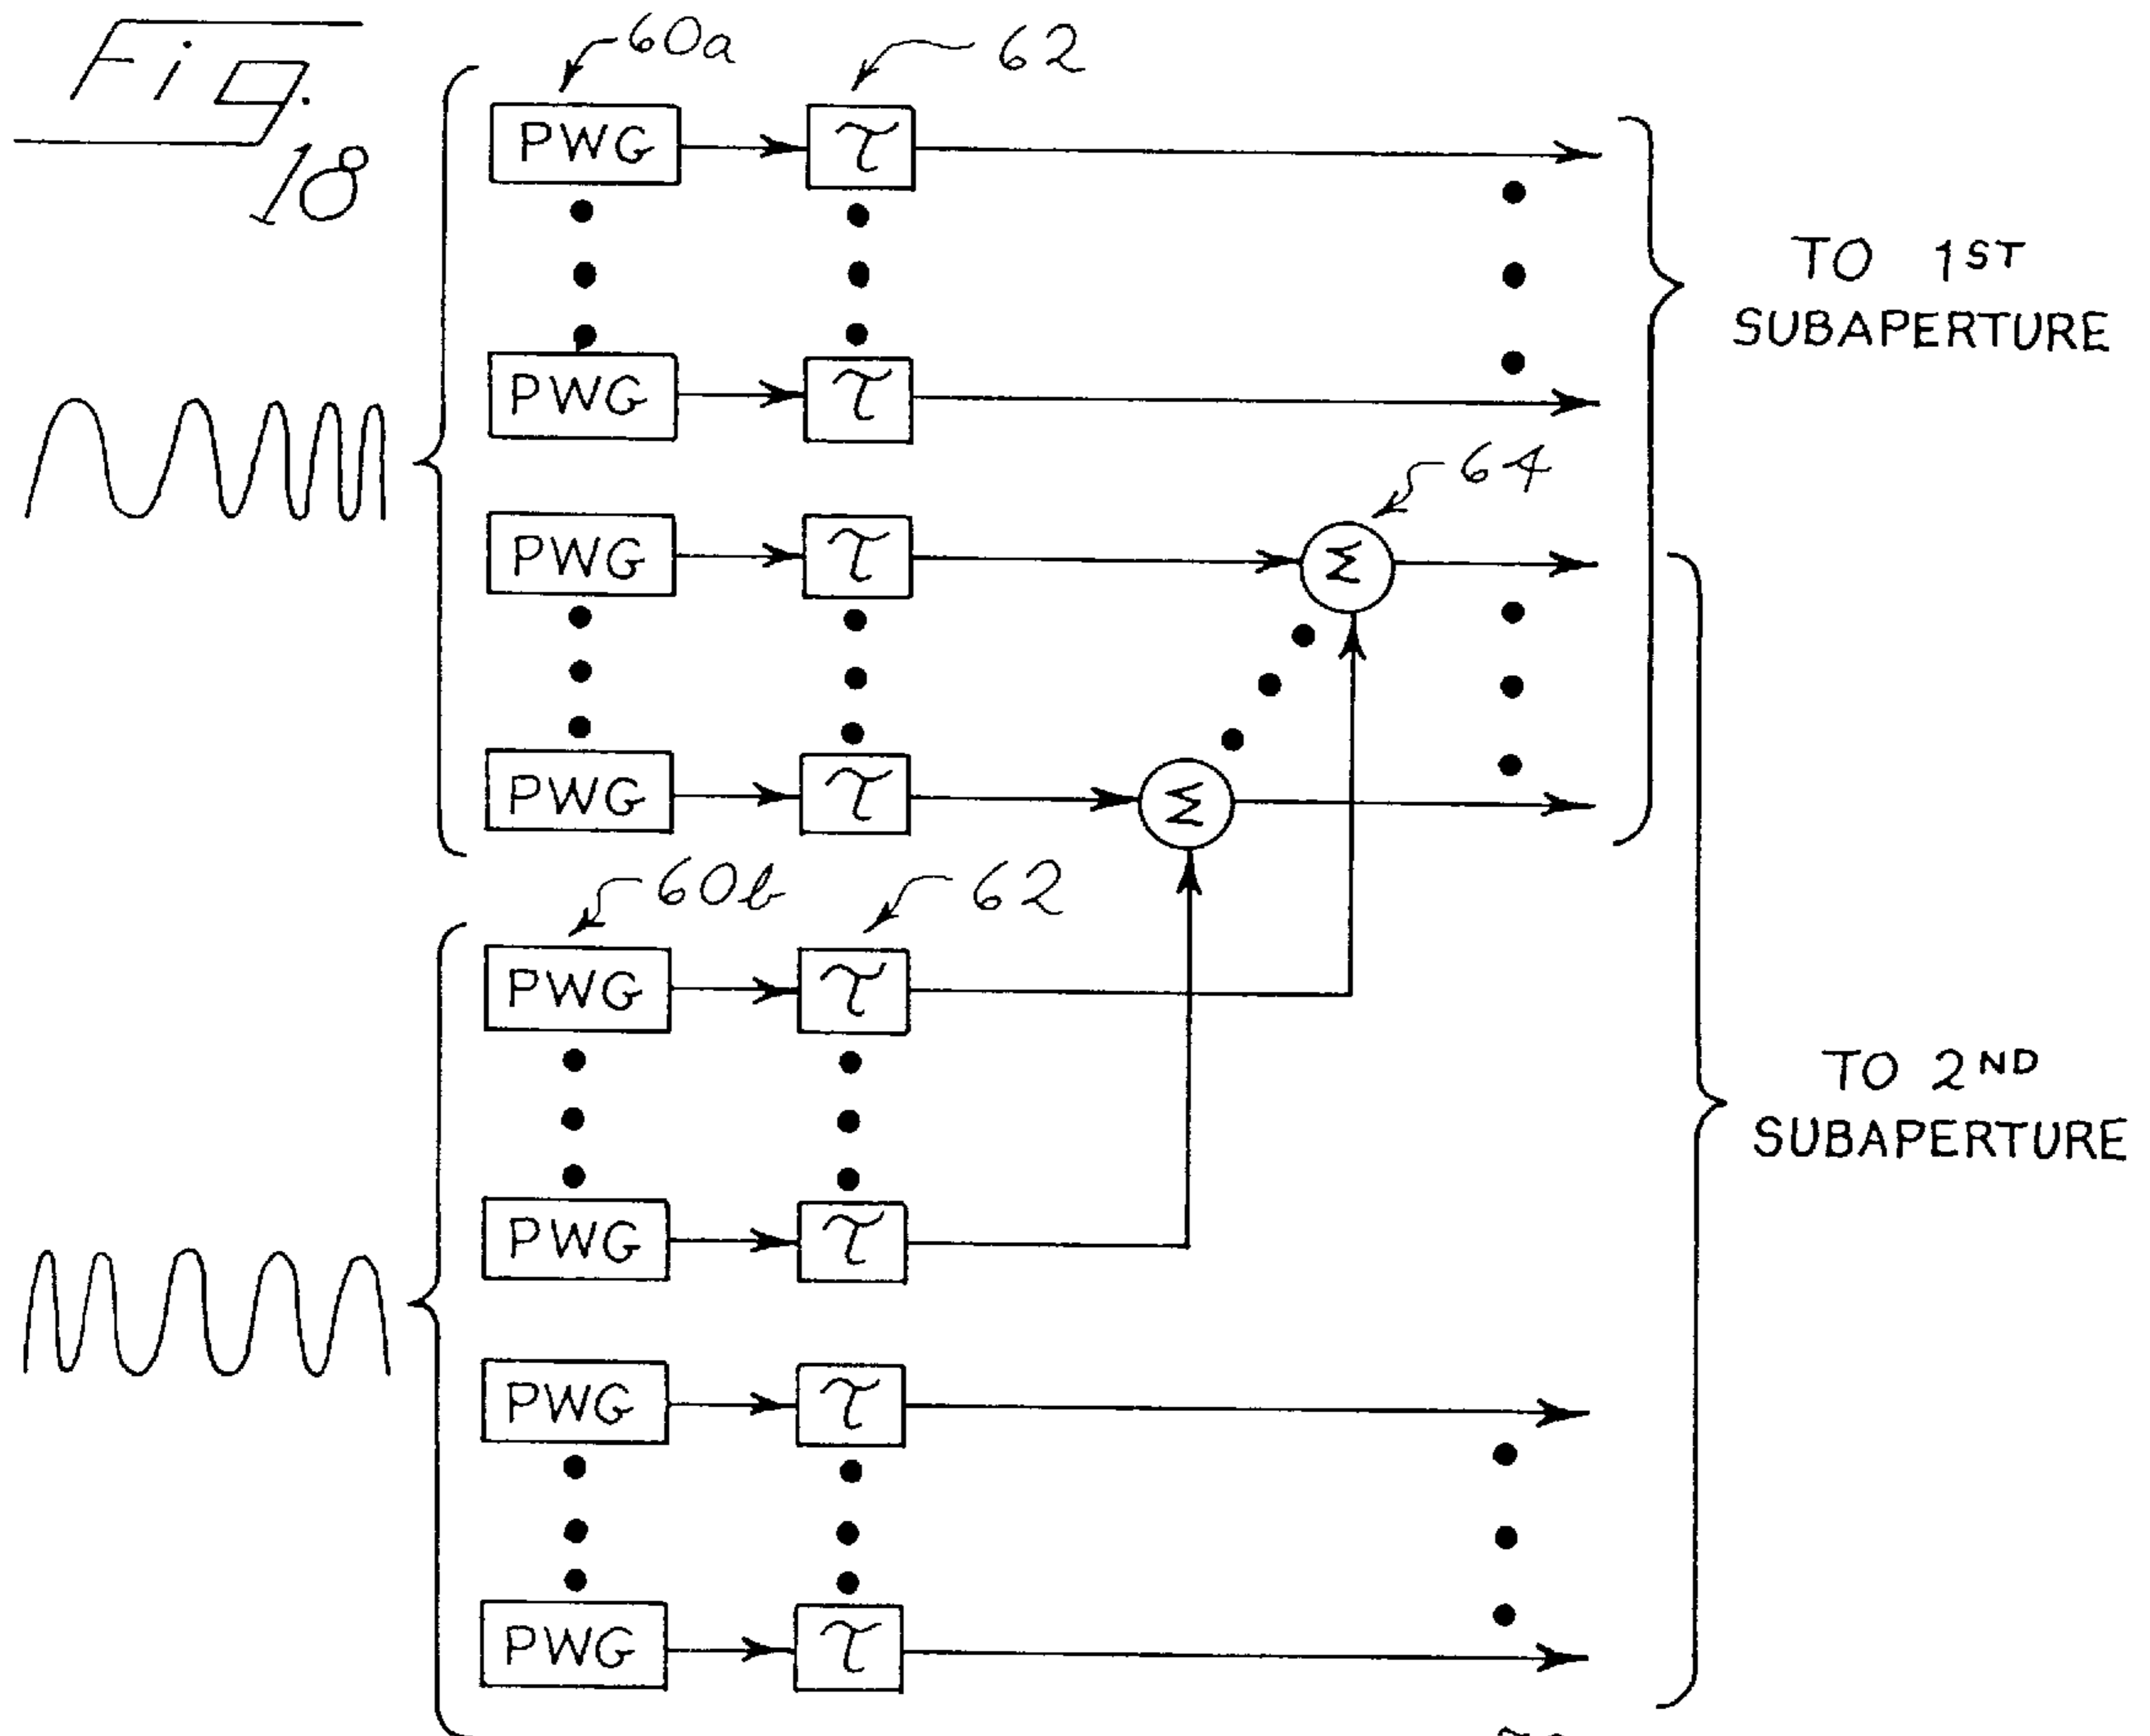 Fig. 18
60a 62
PWG τ
PWG τ
TO 1ST
SUBAPERTURE
64
PWG τ Σ
PWG τ Σ
60b 62
PWG τ
TO 2ND
SUBAPERTURE
PWG τ
PWG τ
PWG τ